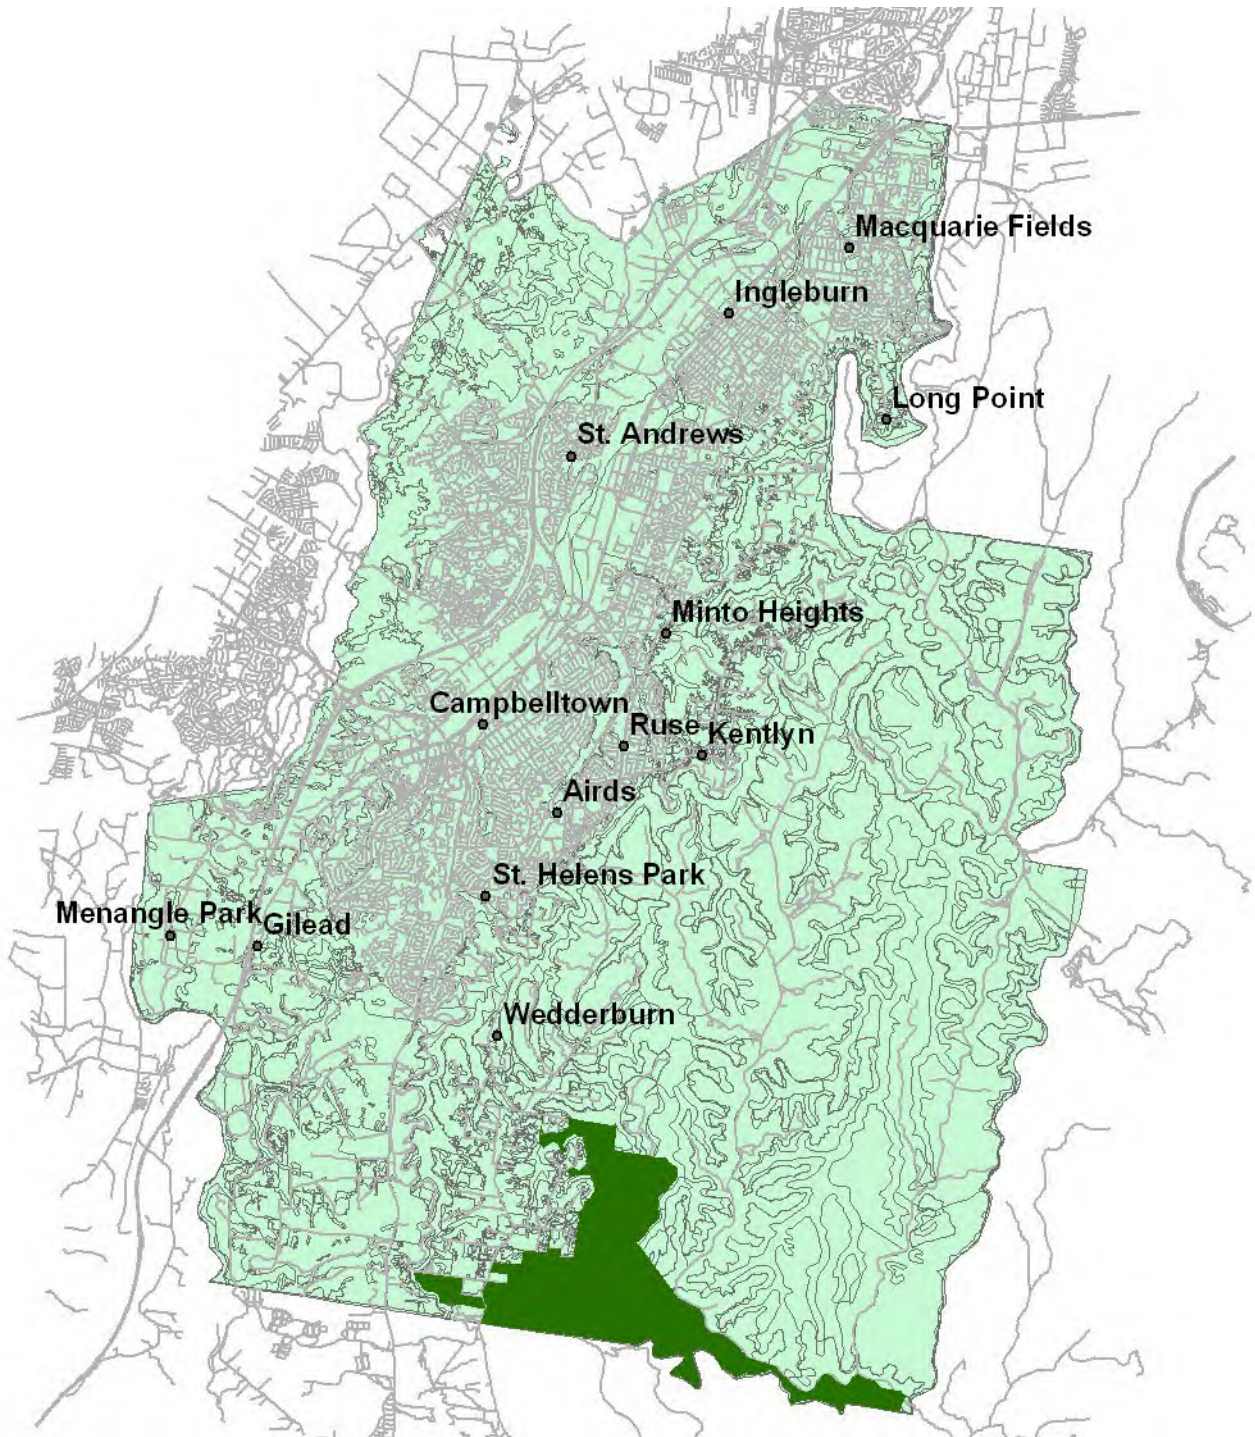 Macquarie Fields
Ingleburn
Long Point
St. Andrews
Minto Heights
Campbelltown
Ruse
Kentlyn
Airds
St. Helens Park
Menangle Park
Gilead
Wedderburn